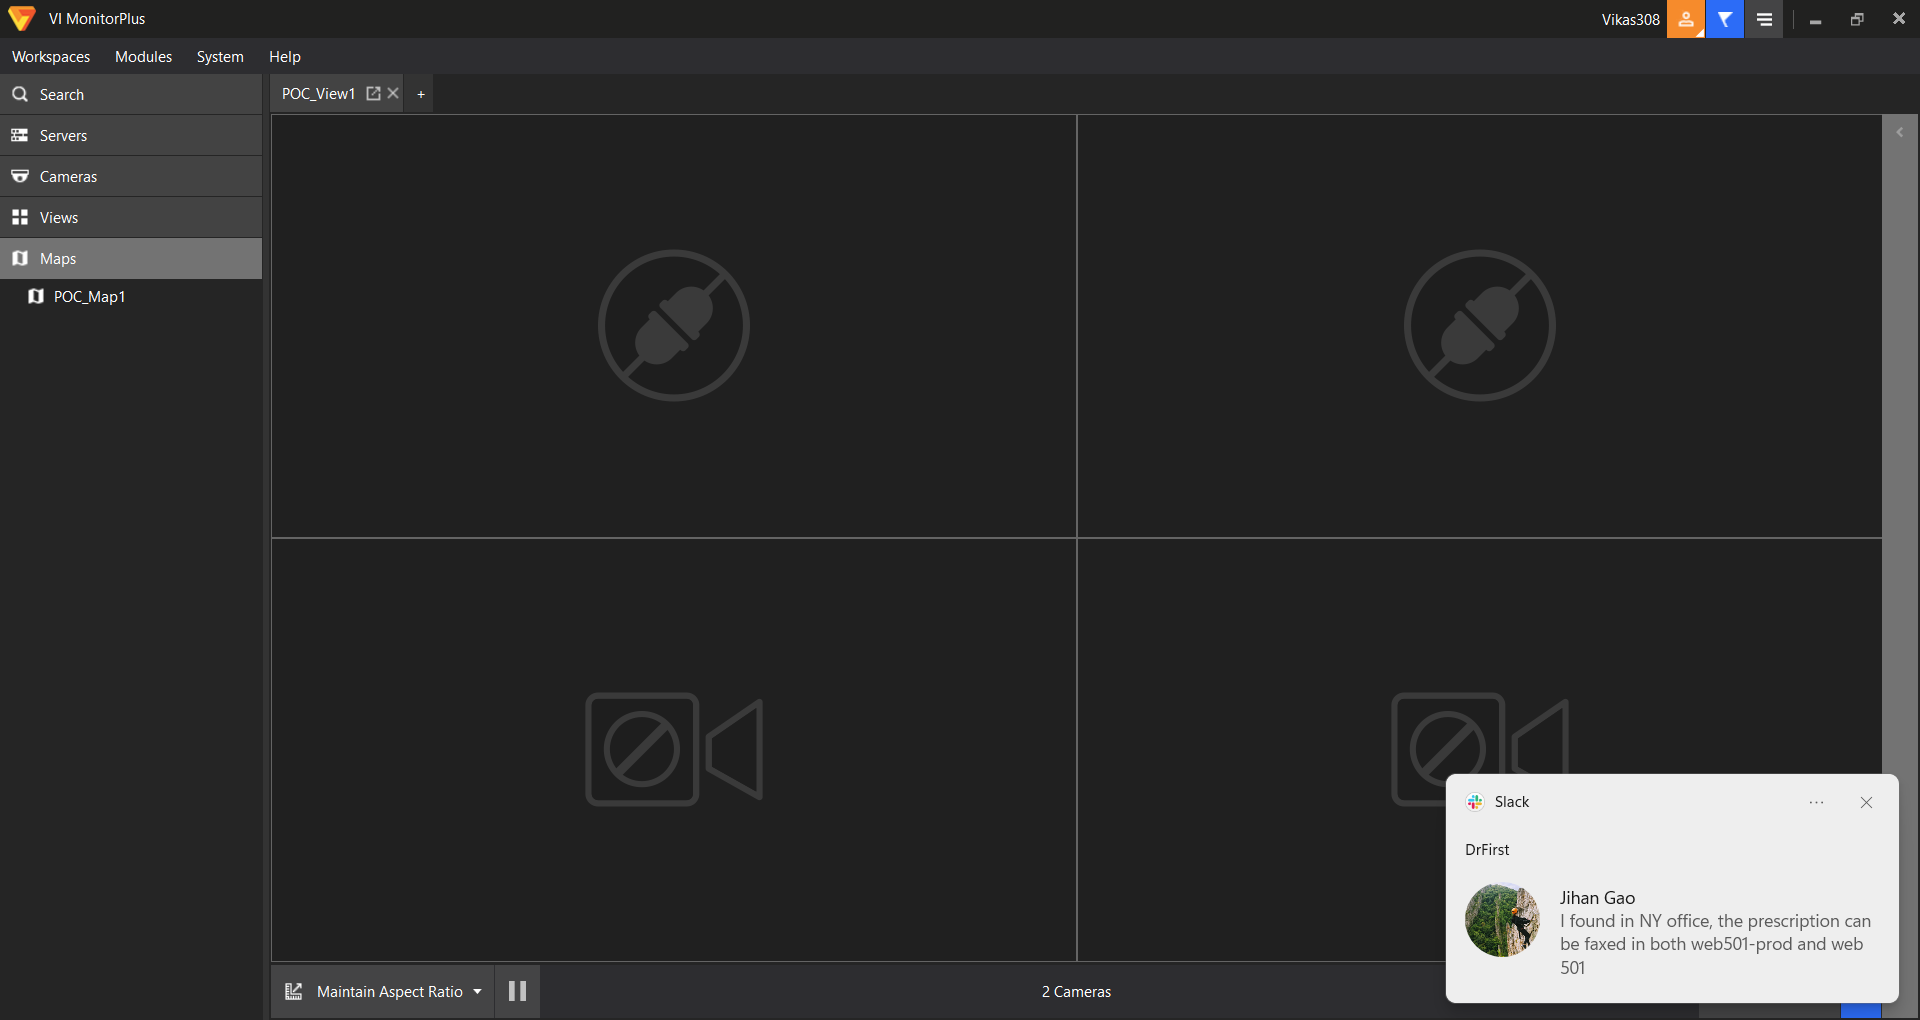 VI MonitorPlus
Vikas308
Workspaces Modules System Help
Search
Servers
Cameras
Views
Maps
POC_Map1
POC_View1 +
Slack
DrFirst
Jihan Gao
I found in NY office, the prescription can
be faxed in both web501-prod and web
501
Maintain Aspect Ratio
2 Cameras